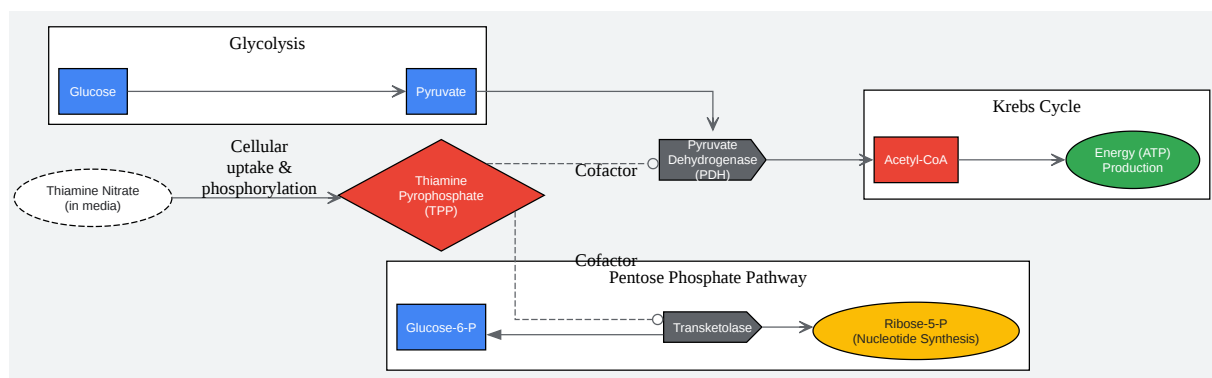 Glycolysis
Glucose
Pyruvate
Cellular
uptake &
phosphorylation
Thiamine Nitrate
(in media)
Thiamine
Pyrophosphate
(TPP)
Cofactor
Pyruvate
Dehydrogenase
(PDH)
Krebs Cycle
Acetyl-CoA
Energy (ATP)
Production
Cofactor
Pentose Phosphate Pathway
Glucose-6-P
Transketolase
Ribose-5-P
(Nucleotide Synthesis)